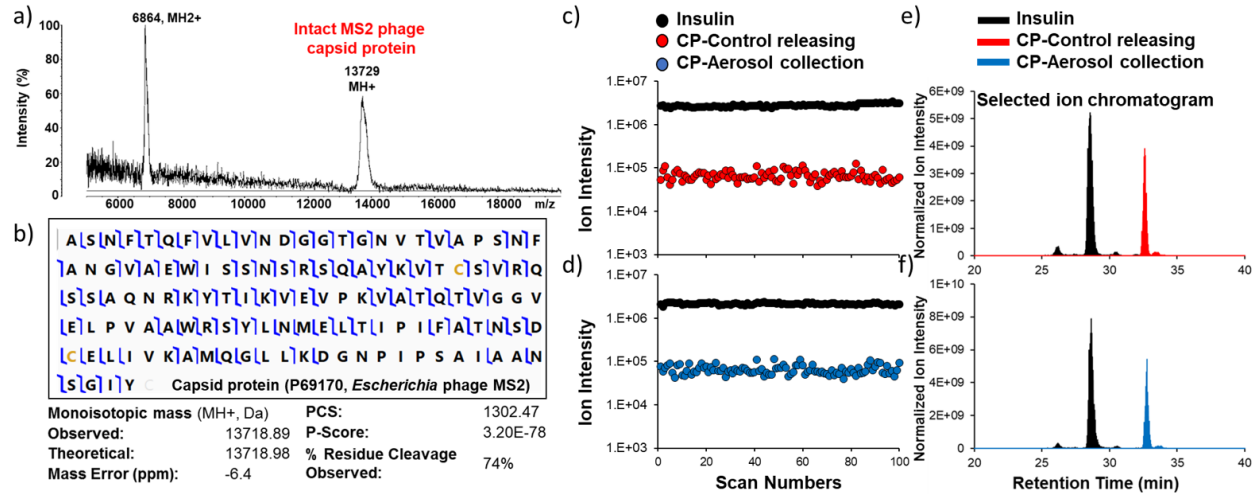 a)
6864, MH2+
Intact MS2 phage
capsid protein
13729
MH+
Intensity (%)
100
80
60
40
20
0
6000 8000 10000 12000 14000 16000 18000 m/z
b)
A S N F T Q F V L V N D G G T G N V T V A P S N F
A N G V A E W I S S N S R S Q A Y K V T C S V R Q
S S A Q N R K Y T I K V E V P K V A T Q T V G G V
E L P V A A W R S Y L N M E L T I P I F A T N S D
C E L I V K A M Q G L L K D G N P I P S A I A A N
S G I Y C Capsid protein (P69170, Escherichia phage MS2)
Monoisotopic mass (MH+, Da)
Observed: 13718.89
Theoretical: 13718.98
Mass Error (ppm): -6.4
PCS: 1302.47
P-Score: 3.20E-78
% Residue Cleavage
Observed: 74%
c)
Insulin
CP-Control releasing
CP-Aerosol collection
Ion Intensity
1.E+07
1.E+06
1.E+05
1.E+04
1.E+03
d)
Ion Intensity
1.E+07
1.E+06
1.E+05
1.E+04
1.E+03
0 20 40 60 80 100
Scan Numbers
e)
Insulin
CP-Control releasing
CP-Aerosol collection
Selected ion chromatogram
Normalized Ion Intensity
6E+09
5E+09
4E+09
3E+09
2E+09
1E+09
0E+00
20 25 30 35 40
f)
Normalized Ion Intensity
1E+10
8E+09
6E+09
4E+09
2E+09
0
20 25 30 35 40
Retention Time (min)